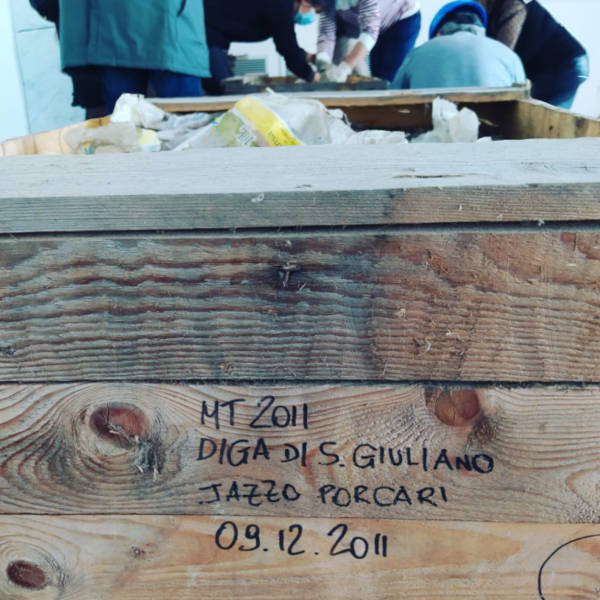 MT 2011
DIGA DI S. GIULIANO
JAZZO PORCARI
09.12.2011